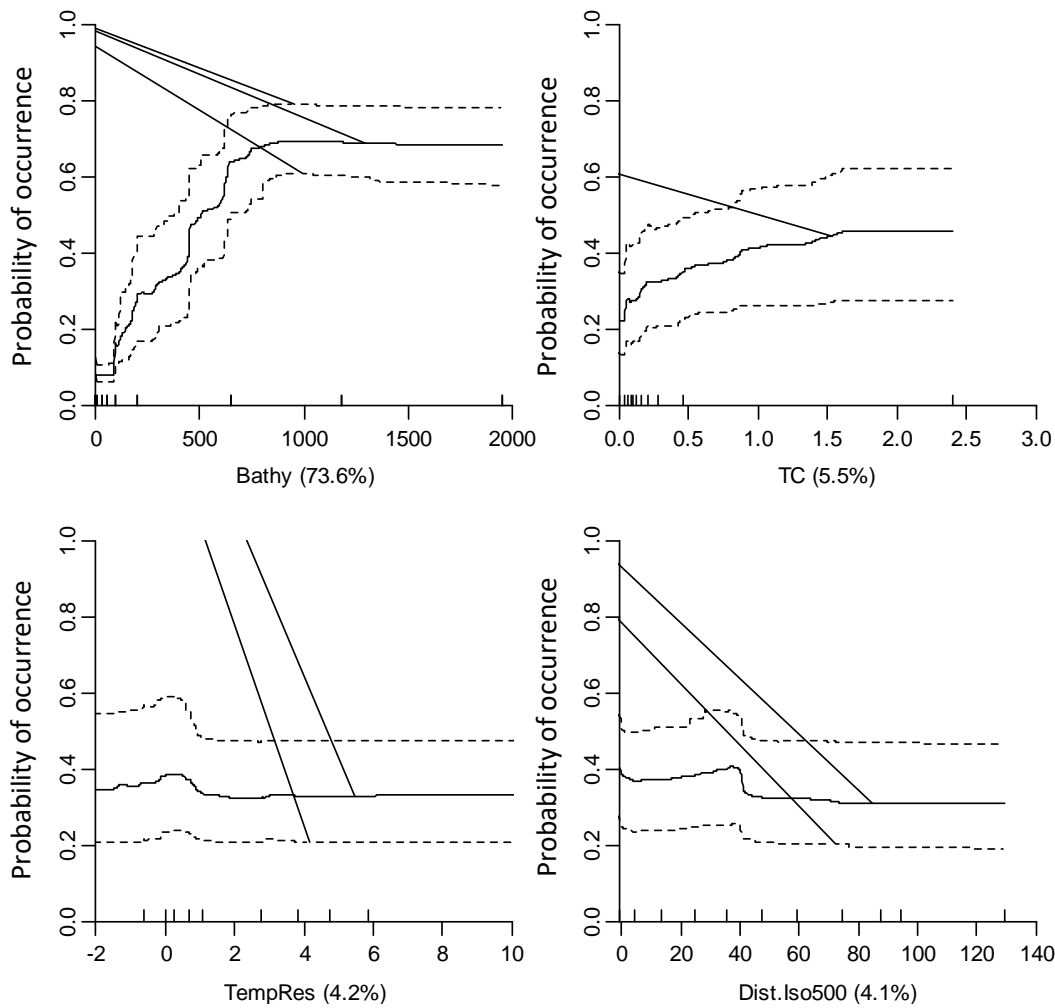 Probability of occurrence
0.0 0.2 0.4 0.6 0.8 1.0
0 500 1000 1500 2000
Bathy (73.6%)
Probability of occurrence
0.0 0.2 0.4 0.6 0.8 1.0
0.0 0.5 1.0 1.5 2.0 2.5 3.0
TC (5.5%)
Probability of occurrence
0.0 0.2 0.4 0.6 0.8 1.0
-2 0 2 4 6 8 10
TempRes (4.2%)
Probability of occurrence
0.0 0.2 0.4 0.6 0.8 1.0
0 20 40 60 80 100 120 140
Dist.Iso500 (4.1%)